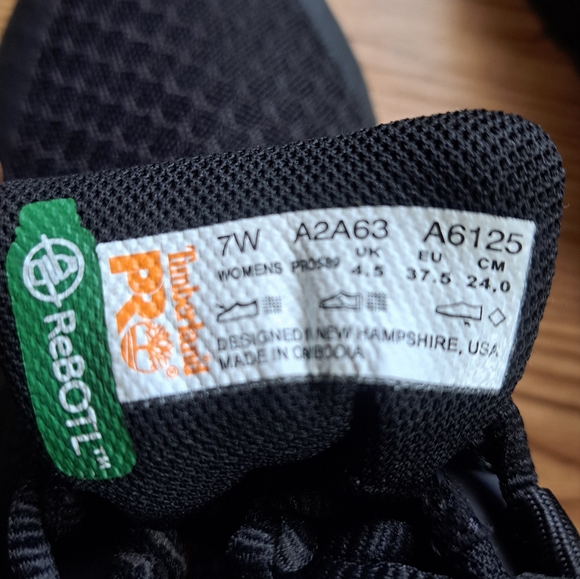 ReBOTL™
Timberland
PRO
©
7W A2A63 A6125
WOMENS UK EU CM
4.5 37.5 24.0
DESIGNED NEW HAMPSHIRE, USA
MADE IN